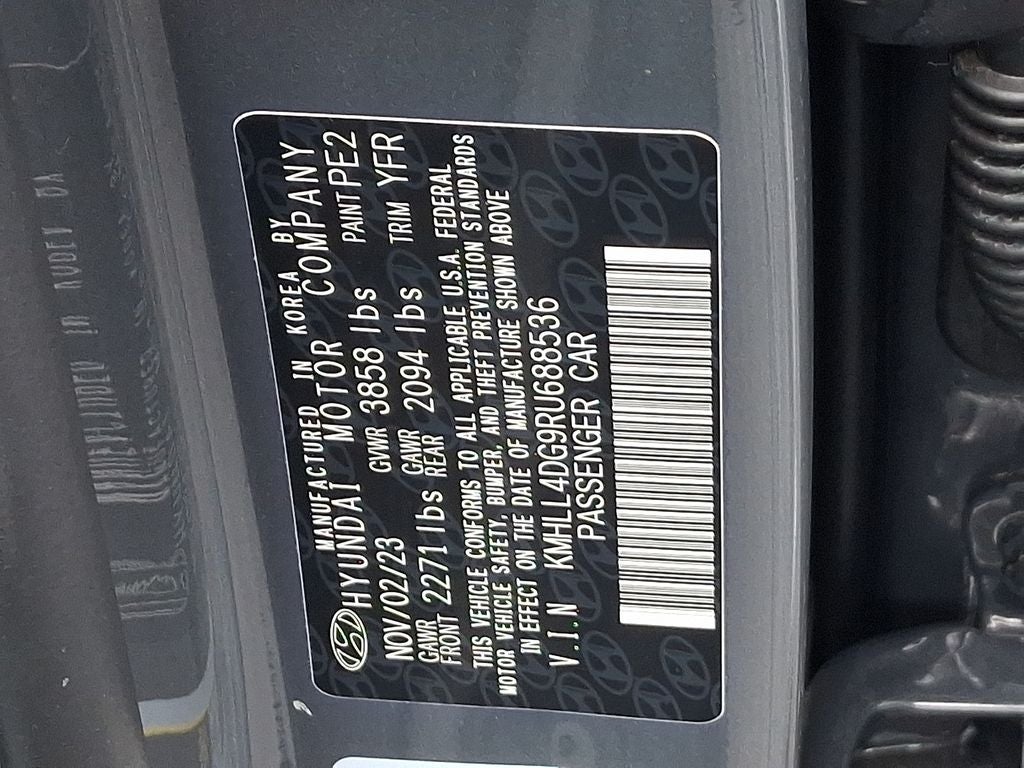 MANUFACTURED IN KOREA BY
HYUNDAI MOTOR COMPANY
NOV/02/23 GVWR 3858 lbs PAINT PE2
GAWR FRONT 2271 lbs GAWR REAR 2094 lbs TRIM YFR
THIS VEHICLE CONFORMS TO ALL APPLICABLE U.S.A. FEDERAL
MOTOR VEHICLE SAFETY, BUMPER, AND THEFT PREVENTION STANDARDS
IN EFFECT ON THE DATE OF MANUFACTURE SHOWN ABOVE
V.I.N KMHLL4DG9RU688536
PASSENGER CAR